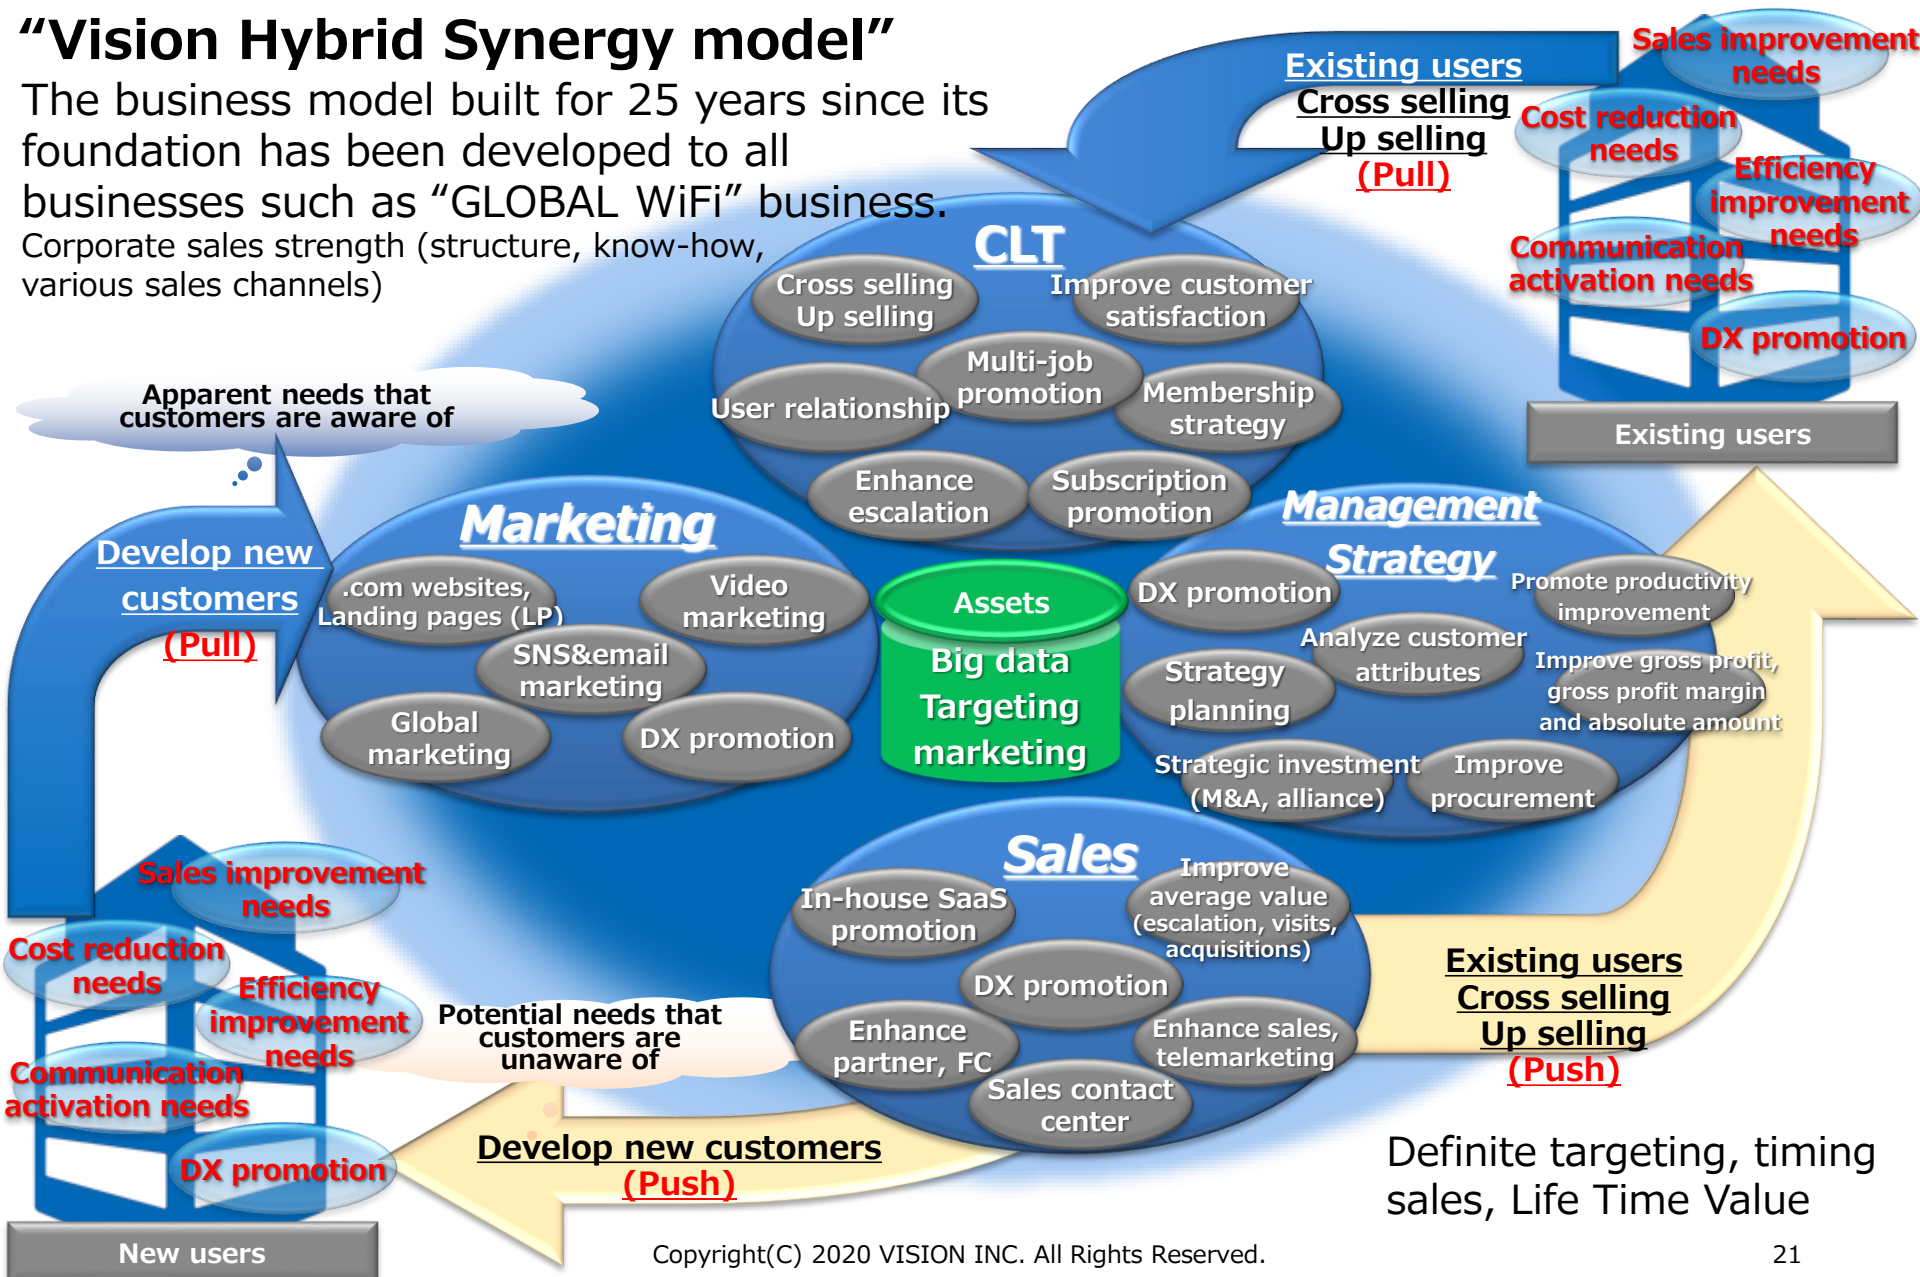 “Vision Hybrid Synergy model”
The business model built for 25 years since its
foundation has been developed to all
businesses such as “GLOBAL WiFi” business.
Corporate sales strength (structure, know-how,
various sales channels)
Existing users
Cross selling
Up selling
(Pull)
Sales improvement
needs
Cost reduction
needs
Efficiency
improvement
needs
Communication
activation needs
DX promotion
Existing users
CLT
Cross selling
Up selling
Improve customer
satisfaction
Multi-job
promotion
User relationship
Membership
strategy
Enhance
escalation
Subscription
promotion
Apparent needs that
customers are aware of
Develop new
customers
(Pull)
Marketing
.com websites,
Landing pages (LP)
Video
marketing
SNS&email
marketing
Global
marketing
DX promotion
Assets
Big data
Targeting
marketing
Management
Strategy
DX promotion
Promote productivity
improvement
Analyze customer
attributes
Strategy
planning
Improve gross profit,
gross profit margin
and absolute amount
Strategic investment
(M&A, alliance)
Improve
procurement
Sales
In-house SaaS
promotion
Improve
average value
(escalation, visits,
acquisitions)
DX promotion
Enhance
partner, FC
Enhance sales,
telemarketing
Sales contact
center
Existing users
Cross selling
Up selling
(Push)
Sales improvement
needs
Cost reduction
needs
Efficiency
improvement
needs
Communication
activation needs
DX promotion
New users
Potential needs that
customers are
unaware of
Develop new customers
(Push)
Definite targeting, timing
sales, Life Time Value
Copyright(C) 2020 VISION INC. All Rights Reserved.
21